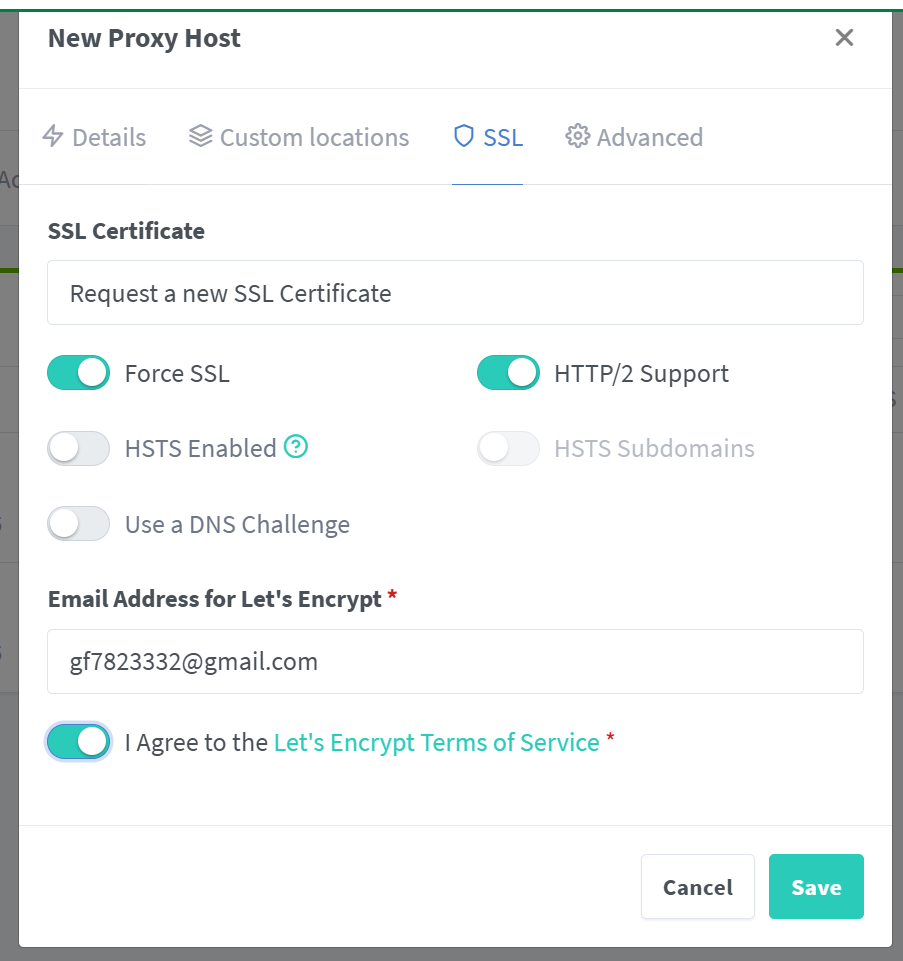 New Proxy Host
Details
Custom locations
SSL
Advanced
SSL Certificate
Request a new SSL Certificate
Force SSL
HTTP/2 Support
HSTS Enabled
HSTS Subdomains
Use a DNS Challenge
Email Address for Let's Encrypt *
gf7823332@gmail.com
I Agree to the Let's Encrypt Terms of Service *
Cancel
Save